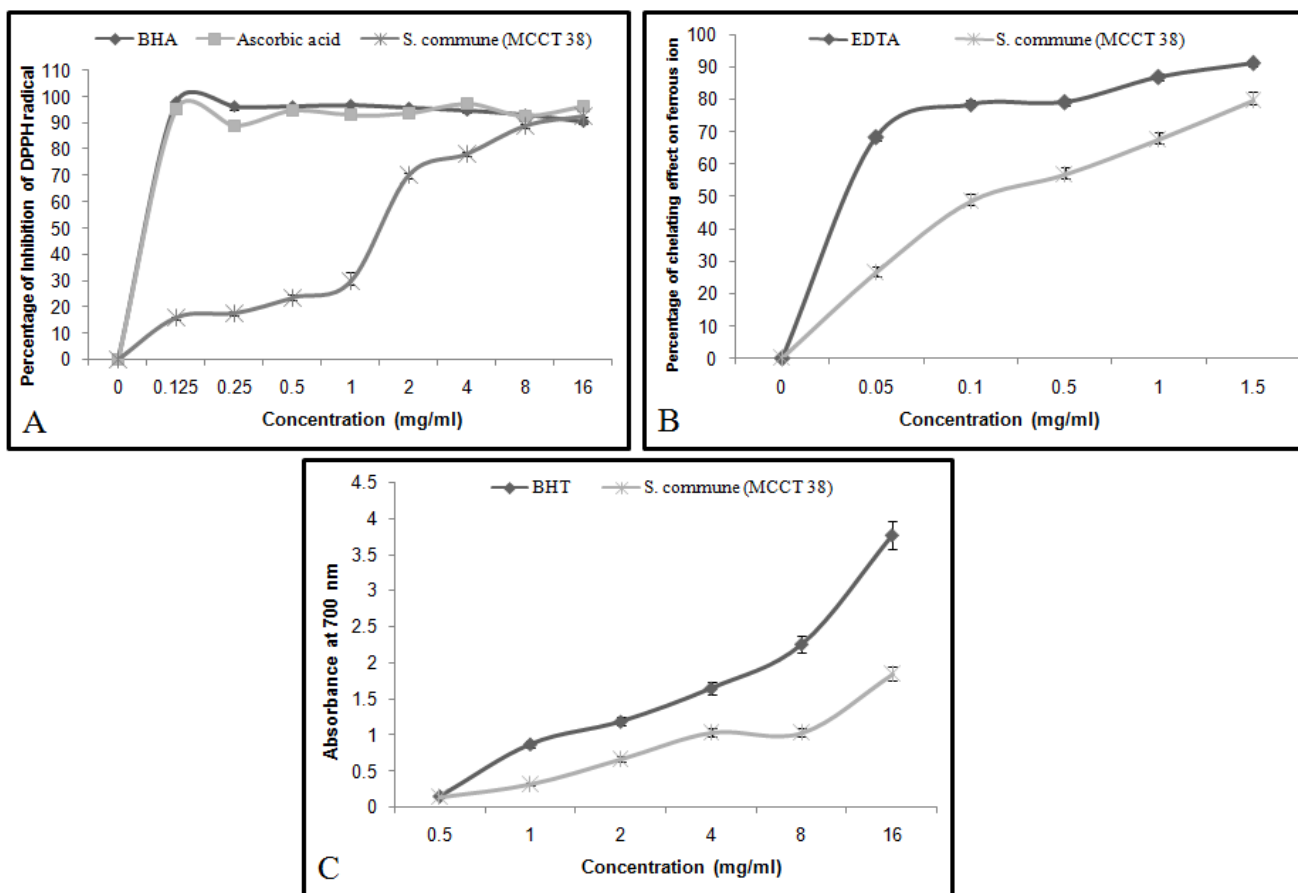 BHA Ascorbic acid S. commune (MCCT 38)
Percentage of Inhibition of DPPH radical
110
100
90
80
70
60
50
40
30
20
10
0
0 0.125 0.25 0.5 1 2 4 8 16
Concentration (mg/ml)
A
EDTA S. commune (MCCT 38)
Percentage of chelating effect on ferrous ion
100
90
80
70
60
50
40
30
20
10
0
0 0.05 0.1 0.5 1 1.5
Concentration (mg/ml)
B
BHT S. commune (MCCT 38)
Absorbance at 700 nm
4.5
4
3.5
3
2.5
2
1.5
1
0.5
0
0.5 1 2 4 8 16
Concentration (mg/ml)
C